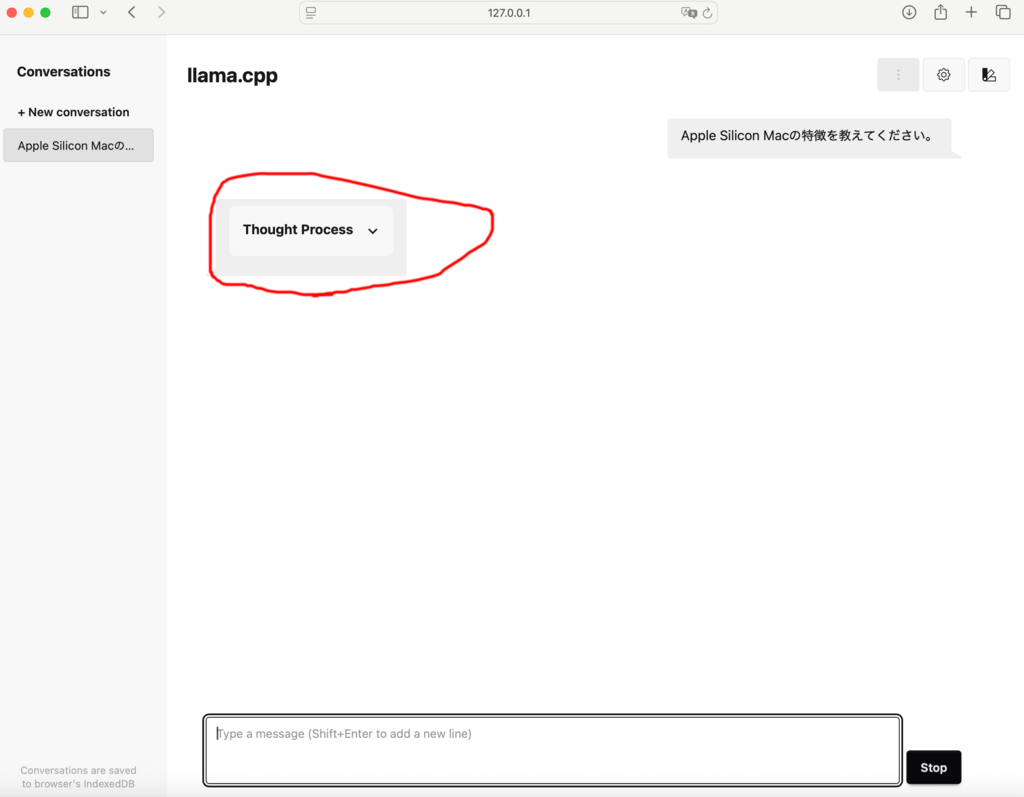 127.0.0.1
Conversations
+ New conversation
Apple Silicon Macの...
Conversations are saved
to browser's IndexedDB
llama.cpp
Apple Silicon Macの特徴を教えてください。
Thought Process
Type a message (Shift+Enter to add a new line)
Stop